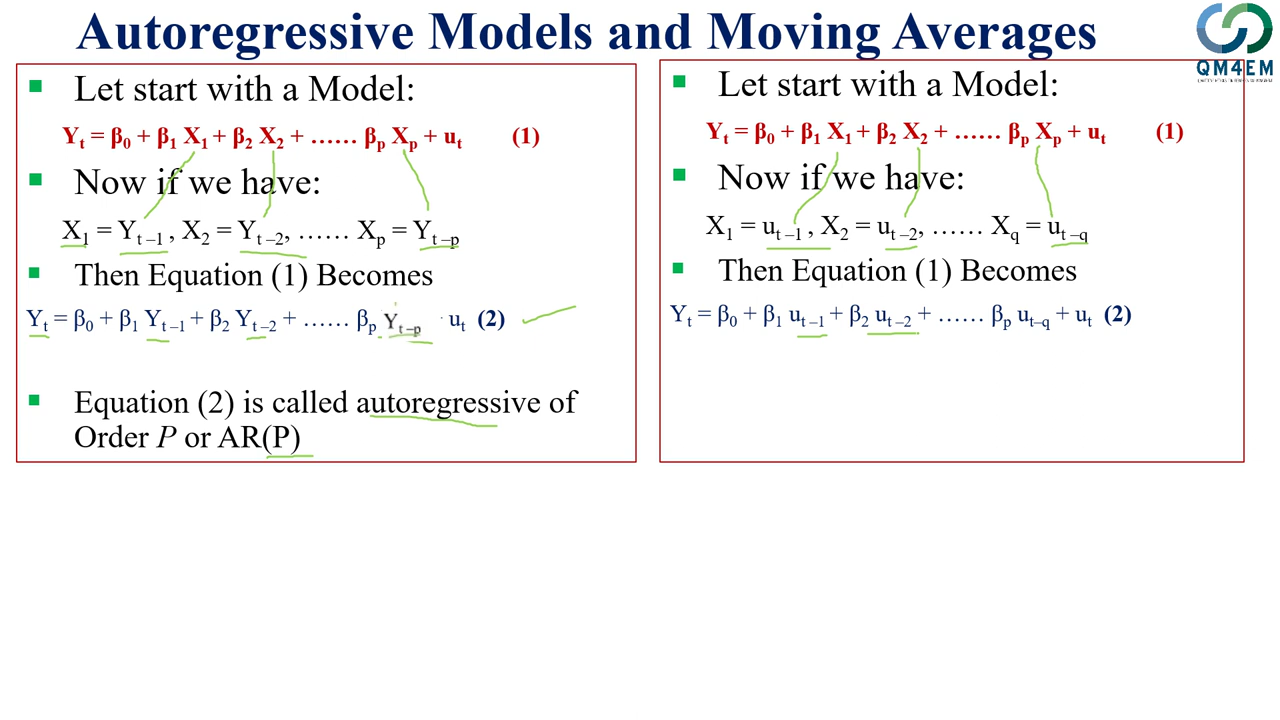 Autoregressive Models and Moving Averages
QM4EM
Let start with a Model:
Yₜ = β₀ + β₁ X₁ + β₂ X₂ + …… βₚ Xₚ + uₜ (1)
Now if we have:
X₁ = Yₜ₋₁ , X₂ = Yₜ₋₂, …… Xₚ = Yₜ₋ₚ
Then Equation (1) Becomes
Yₜ = β₀ + β₁ Yₜ₋₁ + β₂ Yₜ₋₂ + …… βₚ Yₜ₋ₚ uₜ (2)
Equation (2) is called autoregressive of
Order P or AR(P)
Let start with a Model:
Yₜ = β₀ + β₁ X₁ + β₂ X₂ + …… βₚ Xₚ + uₜ (1)
Now if we have:
X₁ = uₜ₋₁ , X₂ = uₜ₋₂, …… X_q = u_t–q
Then Equation (1) Becomes
Yₜ = β₀ + β₁ uₜ₋₁ + β₂ uₜ₋₂ + …… βₚ u_t–q + uₜ (2)